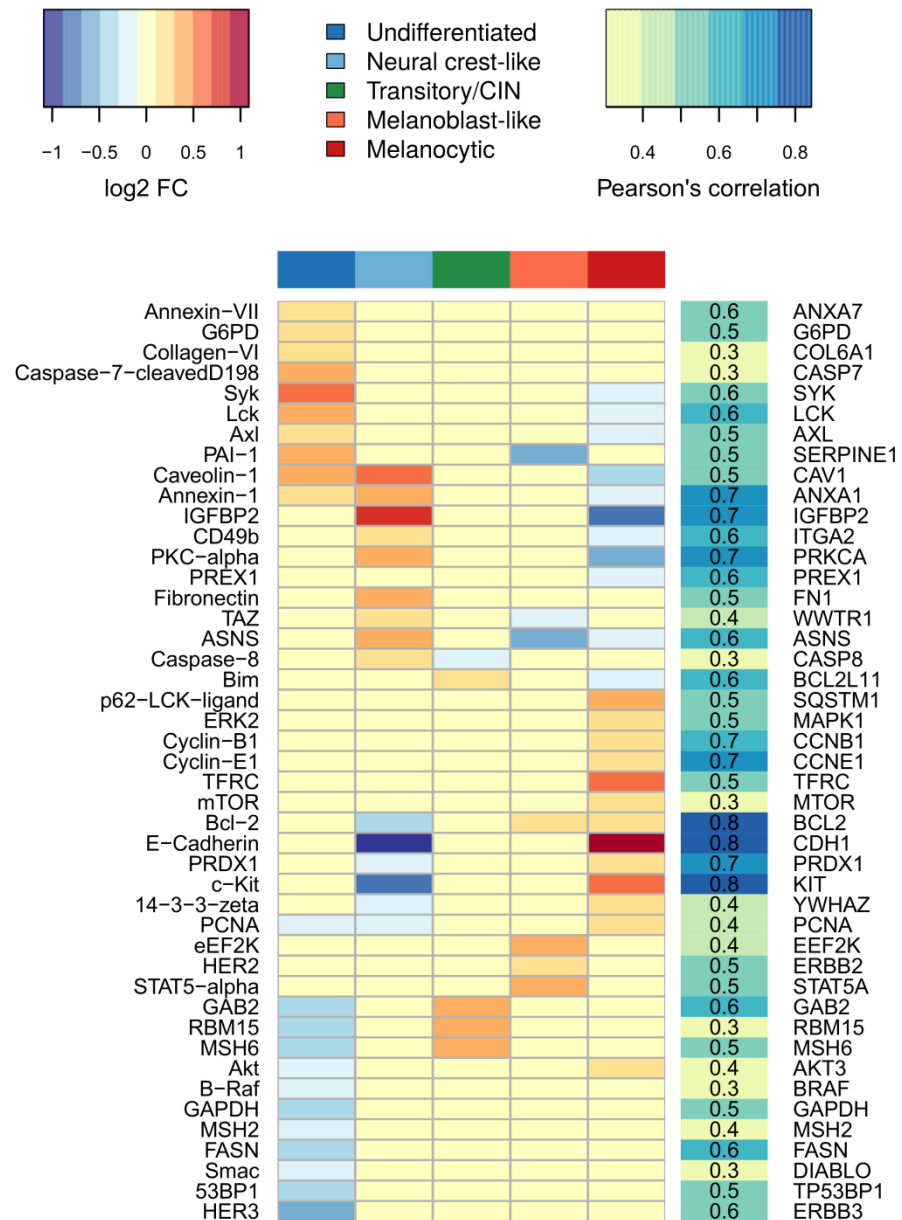 Undifferentiated
Neural crest-like
Transitory/CIN
Melanoblast-like
Melanocytic
−1 −0.5 0 0.5 1
log2 FC
0.4 0.6 0.8
Pearson's correlation
Annexin−VII 0.6 ANXA7
G6PD 0.5 G6PD
Collagen−VI 0.3 COL6A1
Caspase−7−cleavedD198 0.3 CASP7
Syk 0.6 SYK
Lck 0.6 LCK
Axl 0.5 AXL
PAI−1 0.5 SERPINE1
Caveolin−1 0.5 CAV1
Annexin−1 0.7 ANXA1
IGFBP2 0.7 IGFBP2
CD49b 0.6 ITGA2
PKC−alpha 0.7 PRKCA
PREX1 0.6 PREX1
Fibronectin 0.5 FN1
TAZ 0.4 WWTR1
ASNS 0.6 ASNS
Caspase−8 0.3 CASP8
Bim 0.6 BCL2L11
p62−LCK−ligand 0.5 SQSTM1
ERK2 0.5 MAPK1
Cyclin−B1 0.7 CCNB1
Cyclin−E1 0.7 CCNE1
TFRC 0.5 TFRC
mTOR 0.3 MTOR
Bcl−2 0.8 BCL2
E−Cadherin 0.8 CDH1
PRDX1 0.7 PRDX1
c−Kit 0.8 KIT
14−3−3−zeta 0.4 YWHAZ
PCNA 0.4 PCNA
eEF2K 0.4 EEF2K
HER2 0.5 ERBB2
STAT5−alpha 0.5 STAT5A
GAB2 0.6 GAB2
RBM15 0.3 RBM15
MSH6 0.5 MSH6
Akt 0.4 AKT3
B−Raf 0.3 BRAF
GAPDH 0.5 GAPDH
MSH2 0.4 MSH2
FASN 0.6 FASN
Smac 0.3 DIABLO
53BP1 0.5 TP53BP1
HER3 0.6 ERBB3